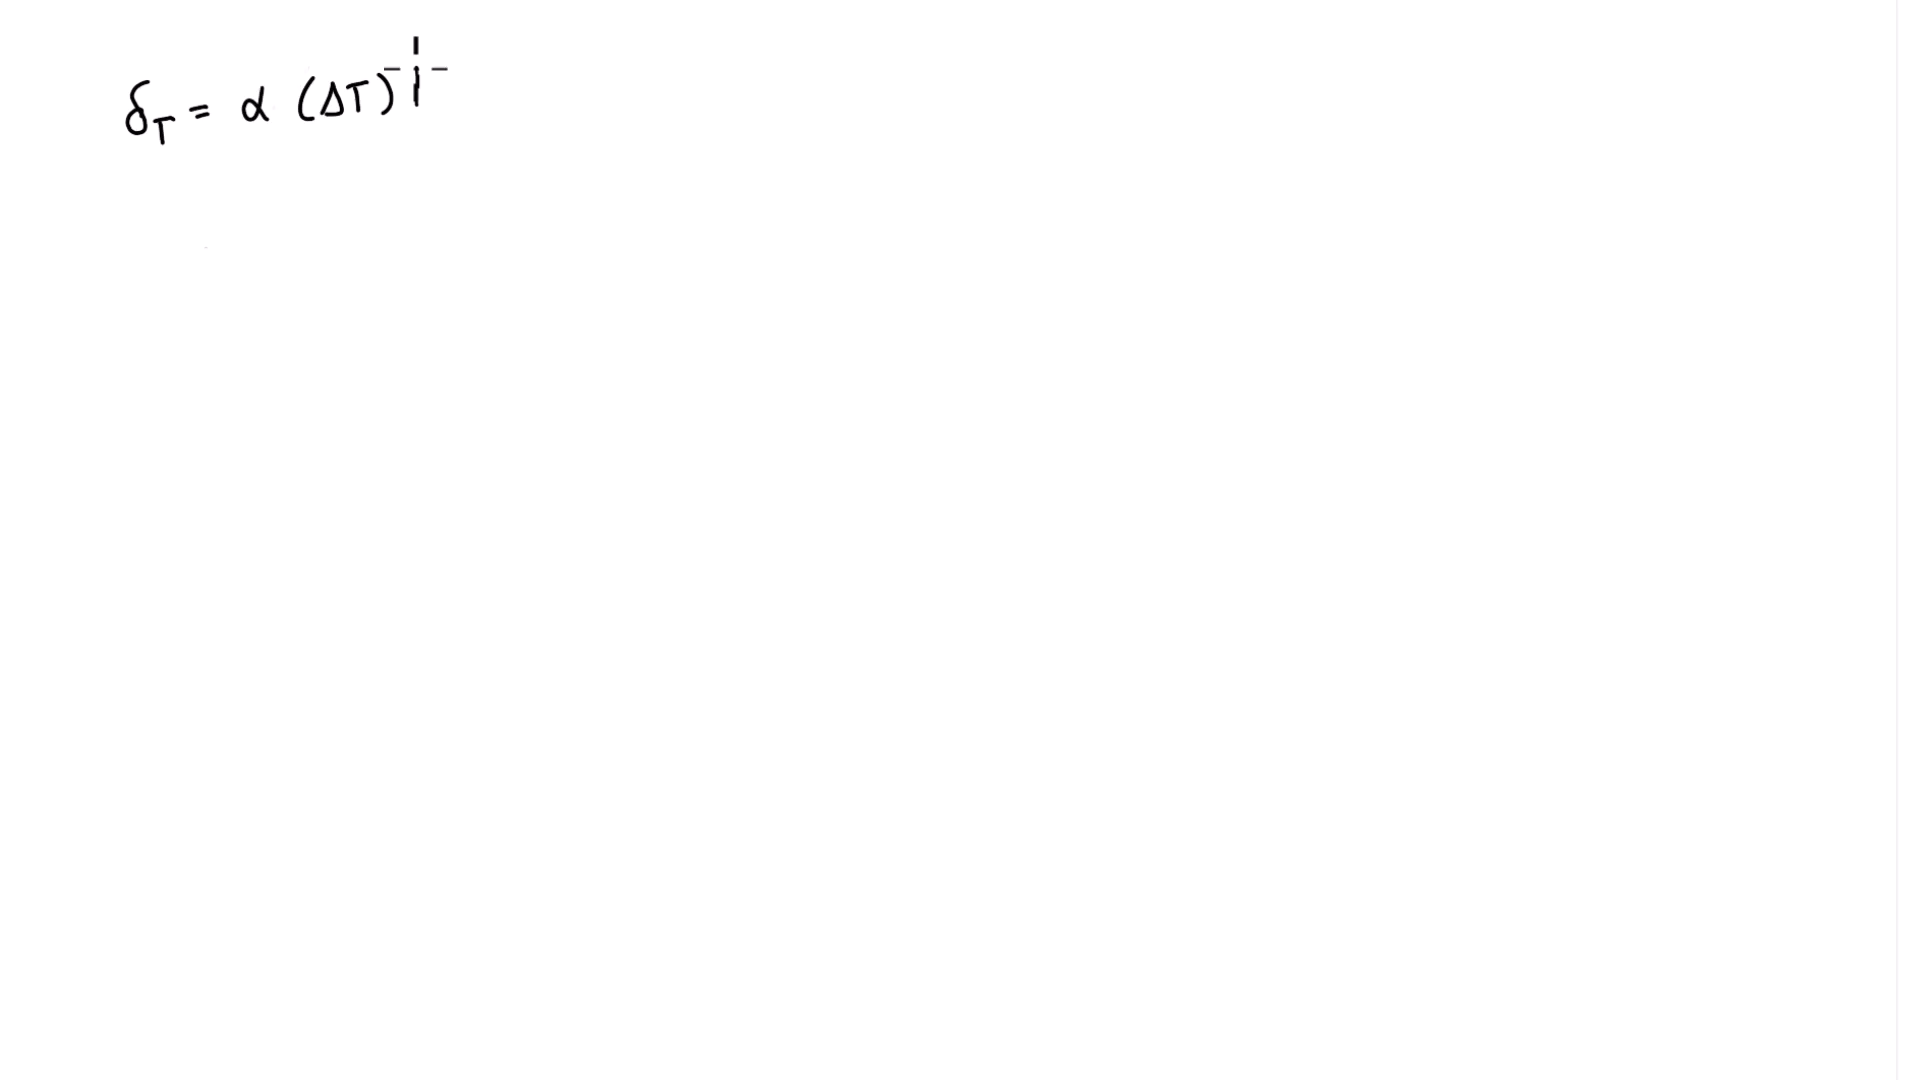 δ_T = α (ΔT) l